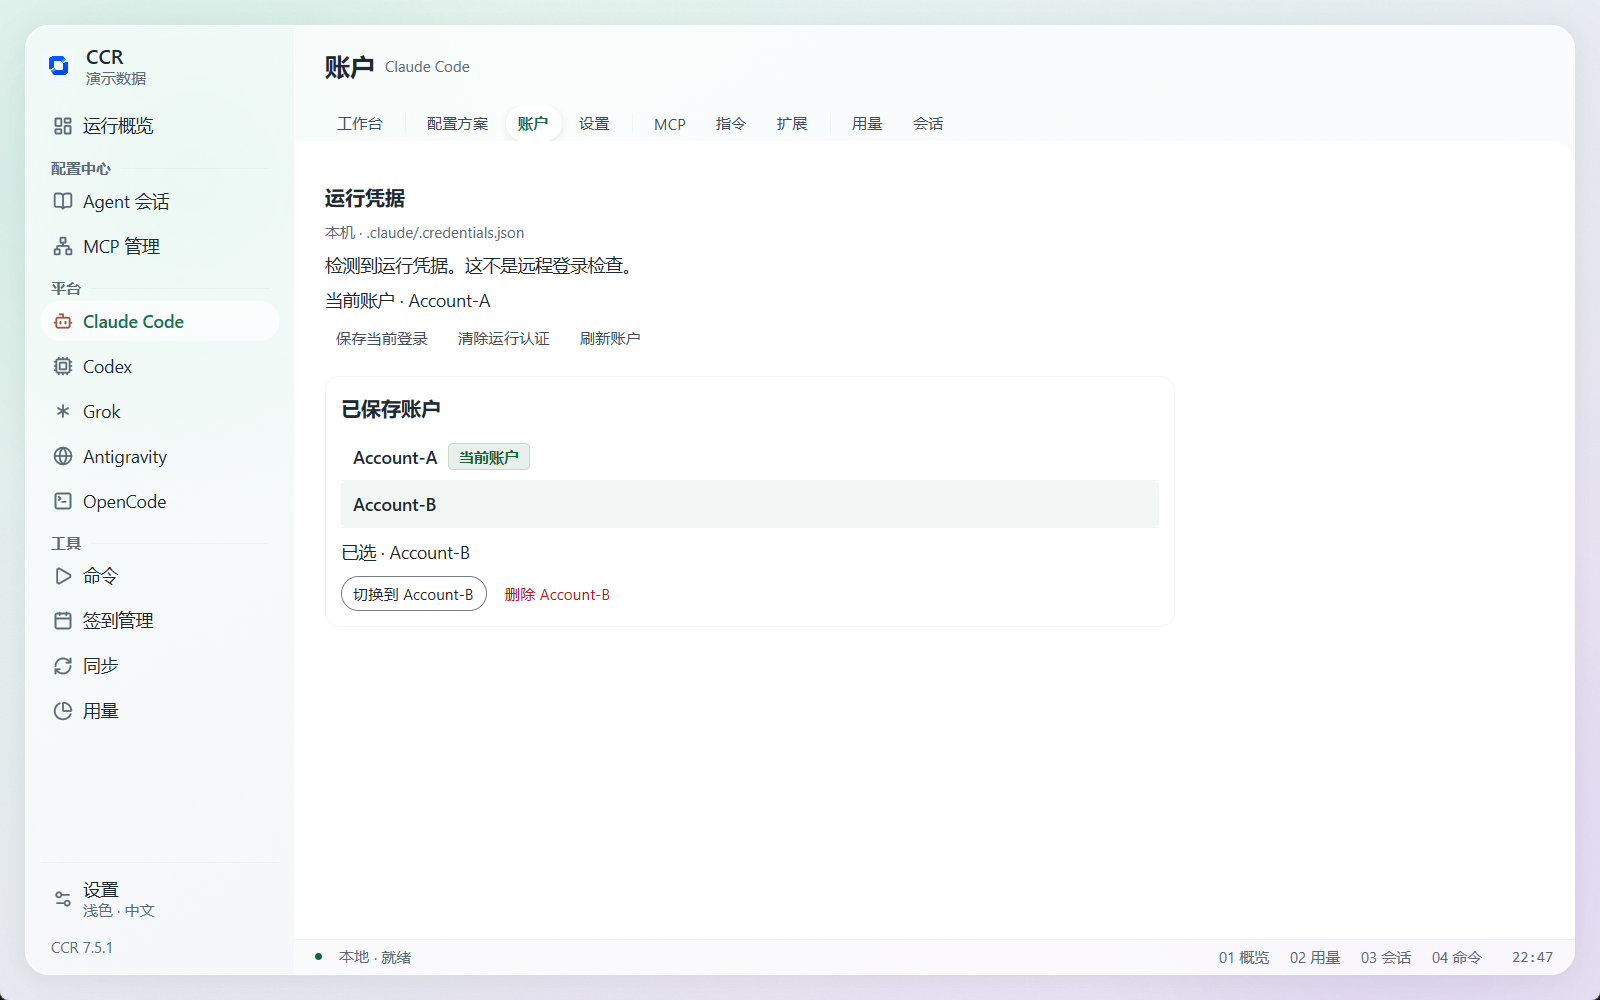 CCR
演示数据
运行概览
配置中心
Agent 会话
MCP 管理
平台
Claude Code
Codex
Grok
Antigravity
OpenCode
工具
命令
签到管理
同步
用量
设置
浅色 · 中文
CCR 7.5.1
账户 Claude Code
工作台 配置方案 账户 设置 MCP 指令 扩展 用量 会话
运行凭据
本机 · .claude/.credentials.json
检测到运行凭据。这不是远程登录检查。
当前账户 · Account-A
保存当前登录 清除运行认证 刷新账户
已保存账户
Account-A 当前账户
Account-B
已选 · Account-B
切换到 Account-B 删除 Account-B
本地 · 就绪 01 概览 02 用量 03 会话 04 命令 22:47